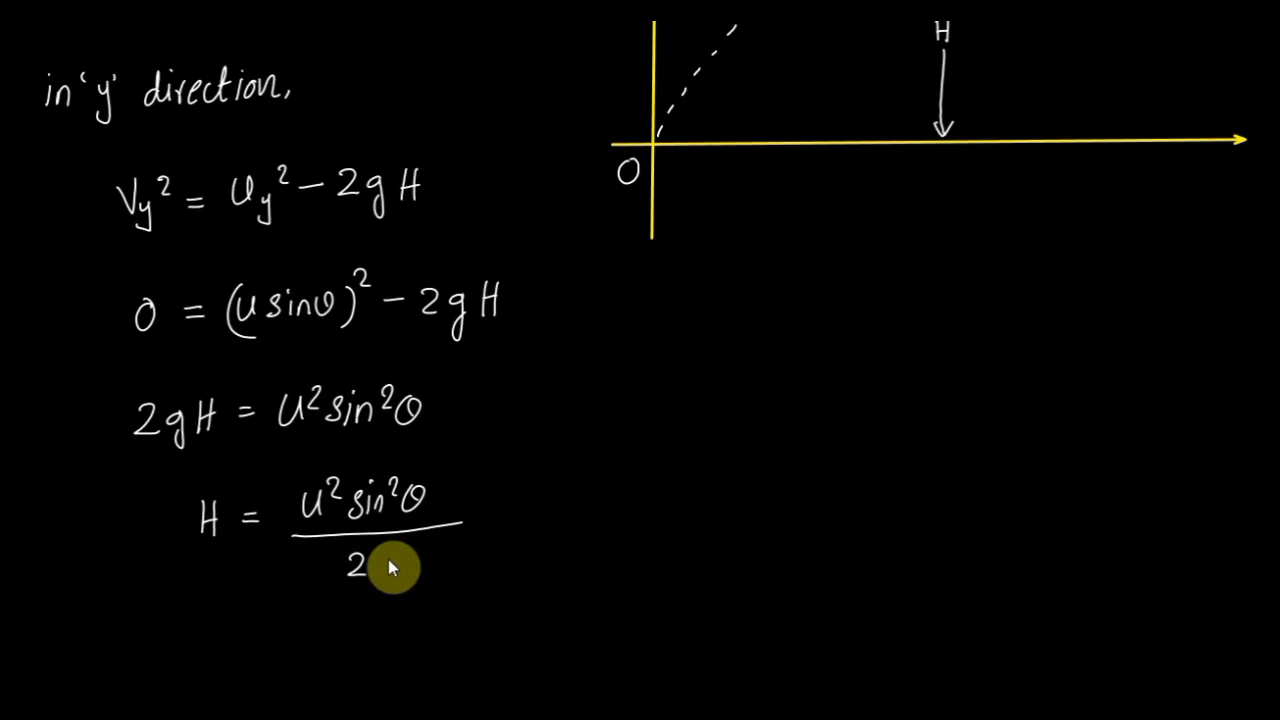 in 'y' direction,
Vy² = Uy² − 2gH
0 = (u sinθ)² − 2gH
2gH = U² sin²θ
H = U² sin²θ / 2
H
O